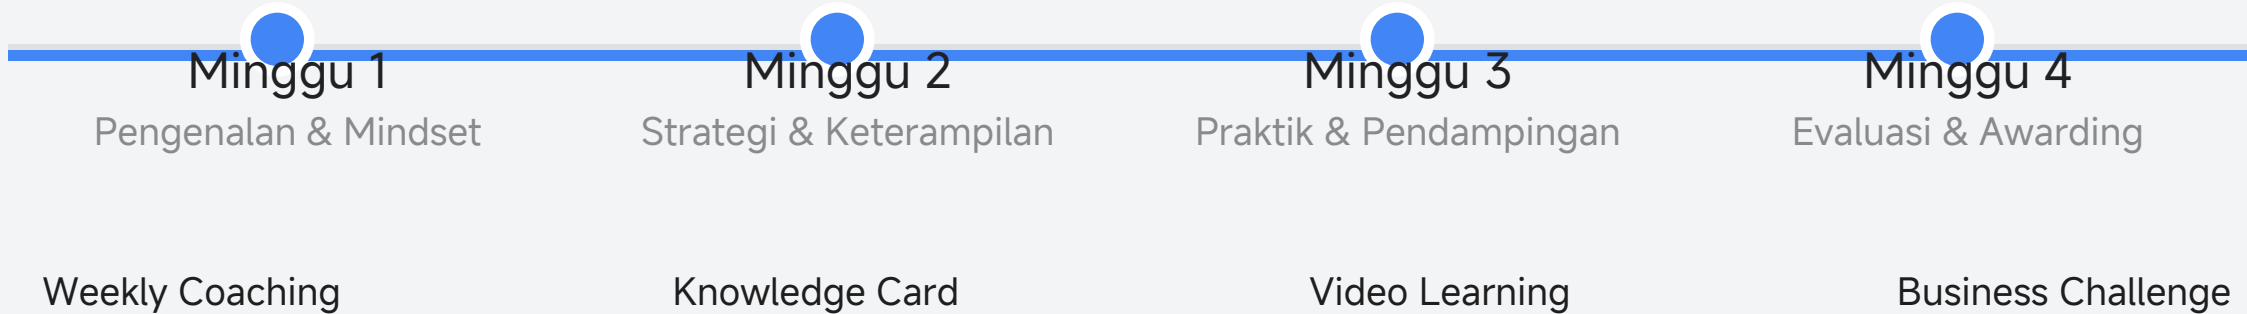 Minggu 1
Minggu 2
Minggu 3
Minggu 4
Pengenalan & Mindset
Strategi & Keterampilan
Praktik & Pendampingan
Evaluasi & Awarding
Weekly Coaching
Knowledge Card
Video Learning
Business Challenge